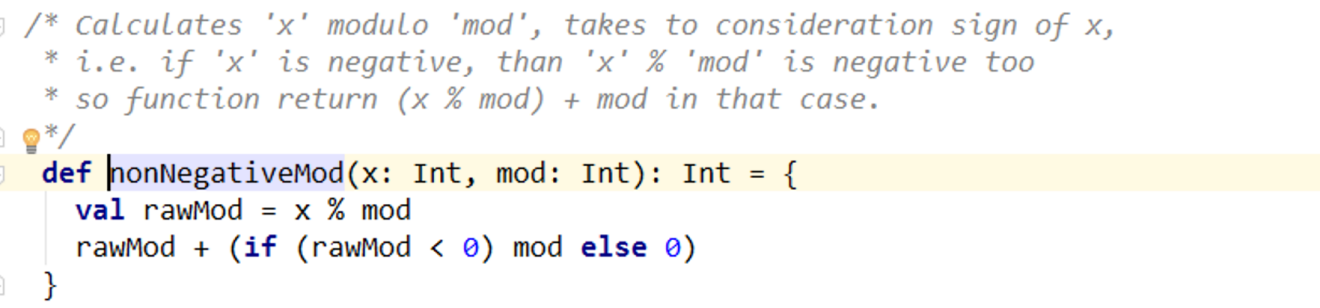 /* Calculates 'x' modulo 'mod', takes to consideration sign of x,
 * i.e. if 'x' is negative, than 'x' % 'mod' is negative too
 * so function return (x % mod) + mod in that case.
 */
def nonNegativeMod(x: Int, mod: Int): Int = {
  val rawMod = x % mod
  rawMod + (if (rawMod < 0) mod else 0)
}